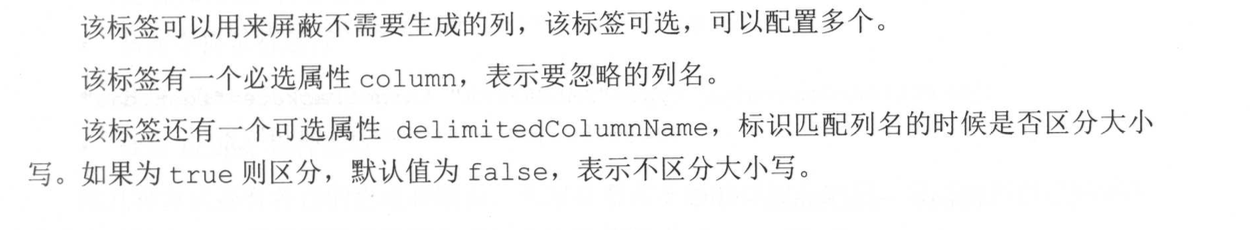 该标签可以用来屏蔽不需要生成的列，该标签可选，可以配置多个。
该标签有一个必选属性 column，表示要忽略的列名。
该标签还有一个可选属性 delimitedColumnName，标识匹配列名的时候是否区分大小
写。如果为 true 则区分，默认值为 false，表示不区分大小写。